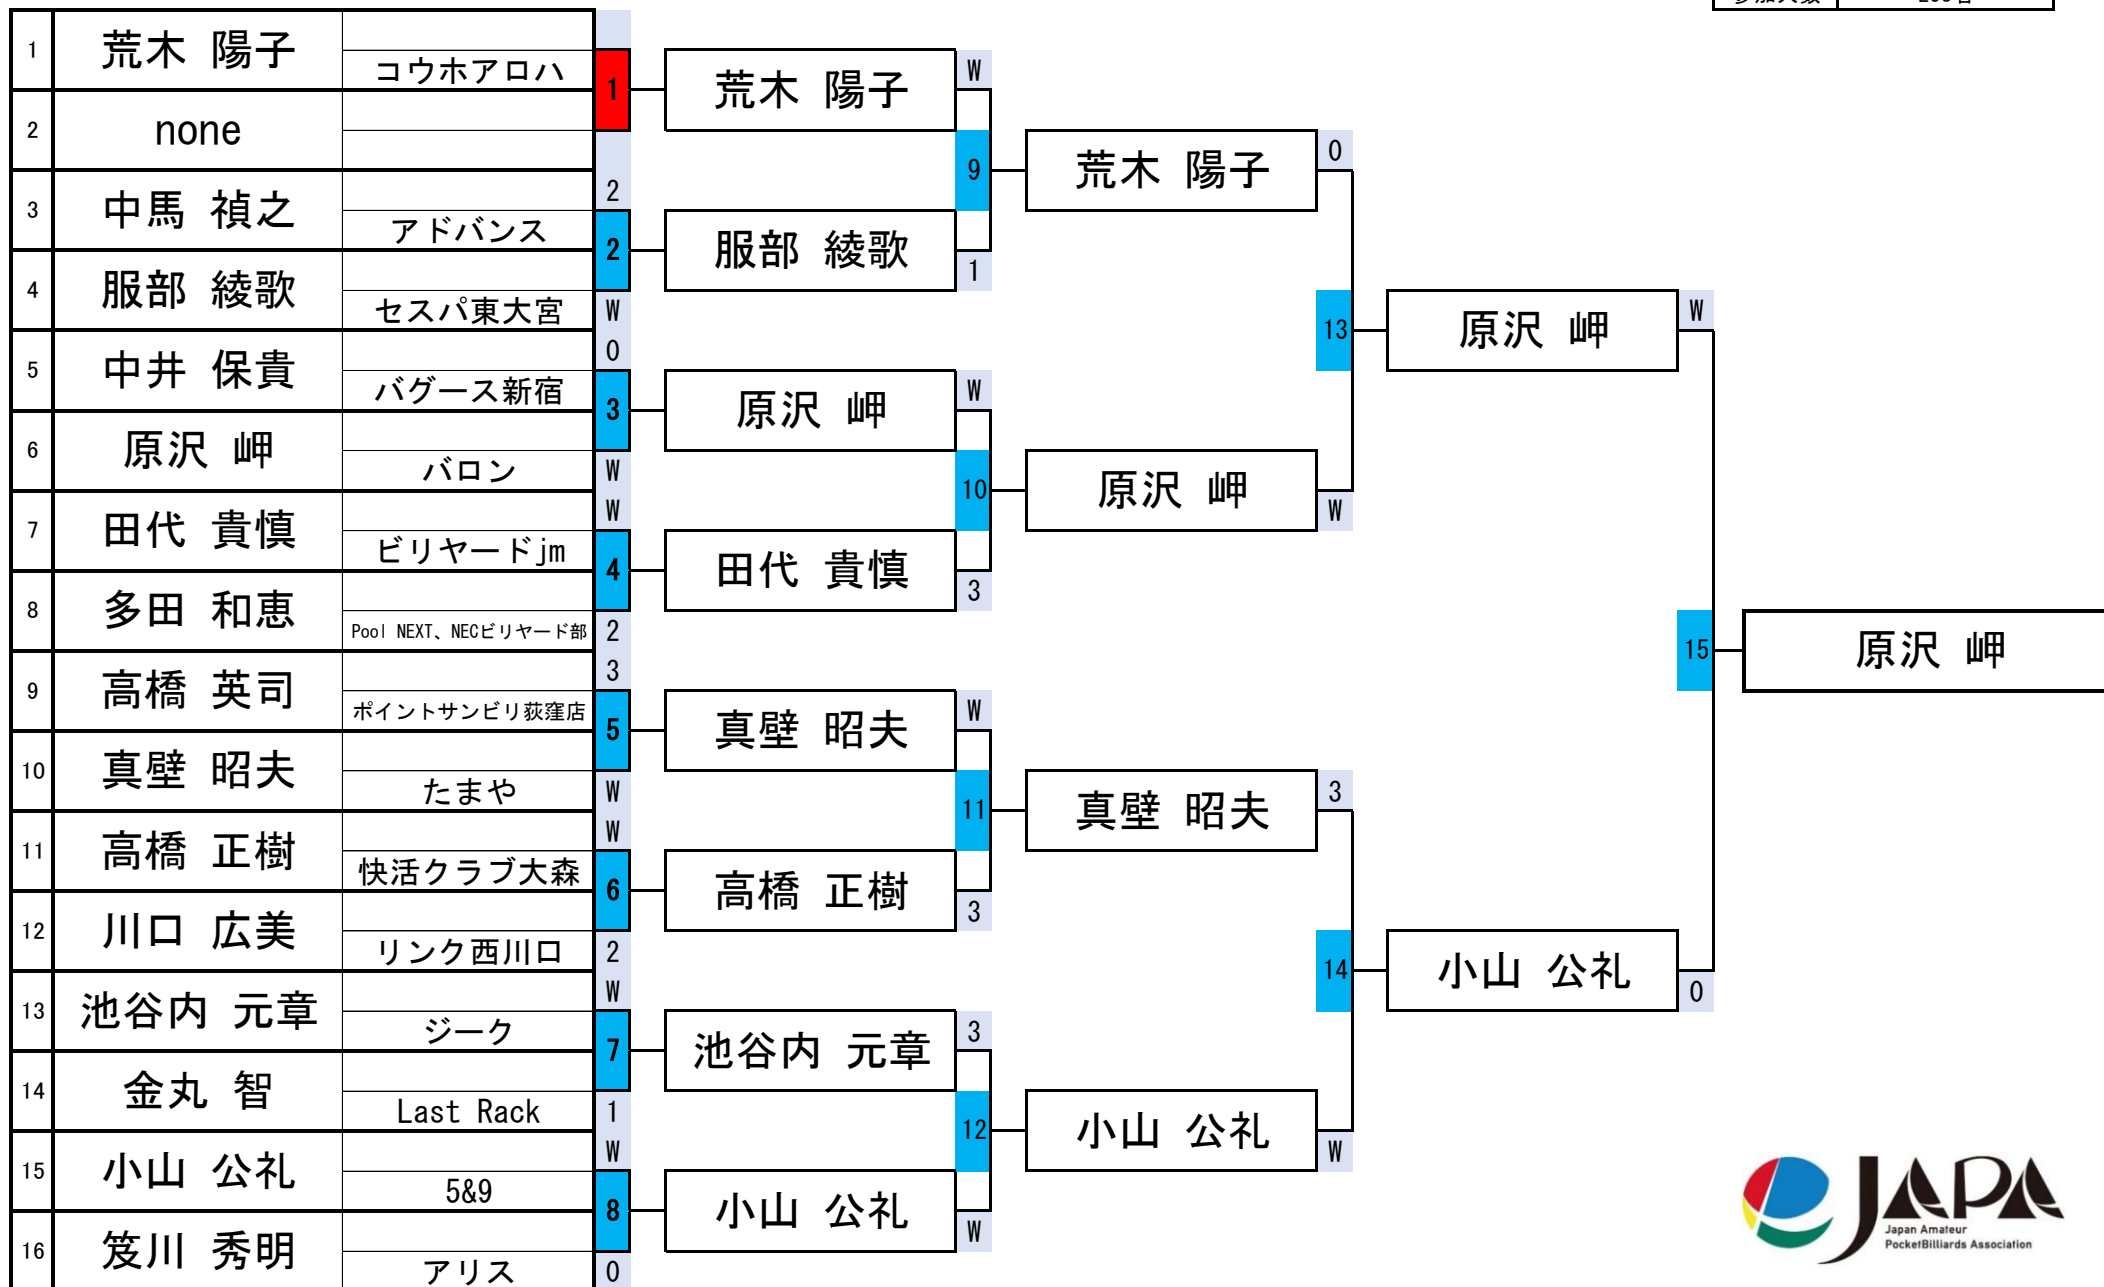 1 荒木 陽子 コウホアロハ
2 none
3 中馬 禎之 アドバンス 2
4 服部 綾歌 セスパ東大宮 W
5 中井 保貴 バグース新宿 0
6 原沢 岬 バロン W
7 田代 貴慎 ビリヤードjm W
8 多田 和恵 Pool NEXT、NECビリヤード部 2
9 高橋 英司 ポイントサンビリ荻窪店 3
10 真壁 昭夫 たまや W
11 高橋 正樹 快活クラブ大森 W
12 川口 広美 リンク西川口 2
13 池谷内 元章 ジーク W
14 金丸 智 Last Rack 1
15 小山 公礼 5&9 W
16 笈川 秀明 アリス 0
1
2
3
4
5
6
7
8
荒木 陽子 W
服部 綾歌 1
原沢 岬 W
田代 貴慎 3
真壁 昭夫 W
高橋 正樹 3
池谷内 元章 3
小山 公礼 W
9
10
11
12
荒木 陽子 0
原沢 岬 W
真壁 昭夫 3
小山 公礼 W
13
14
原沢 岬 W
小山 公礼 0
15
原沢 岬
JAPA
Japan Amateur
PocketBilliards Association